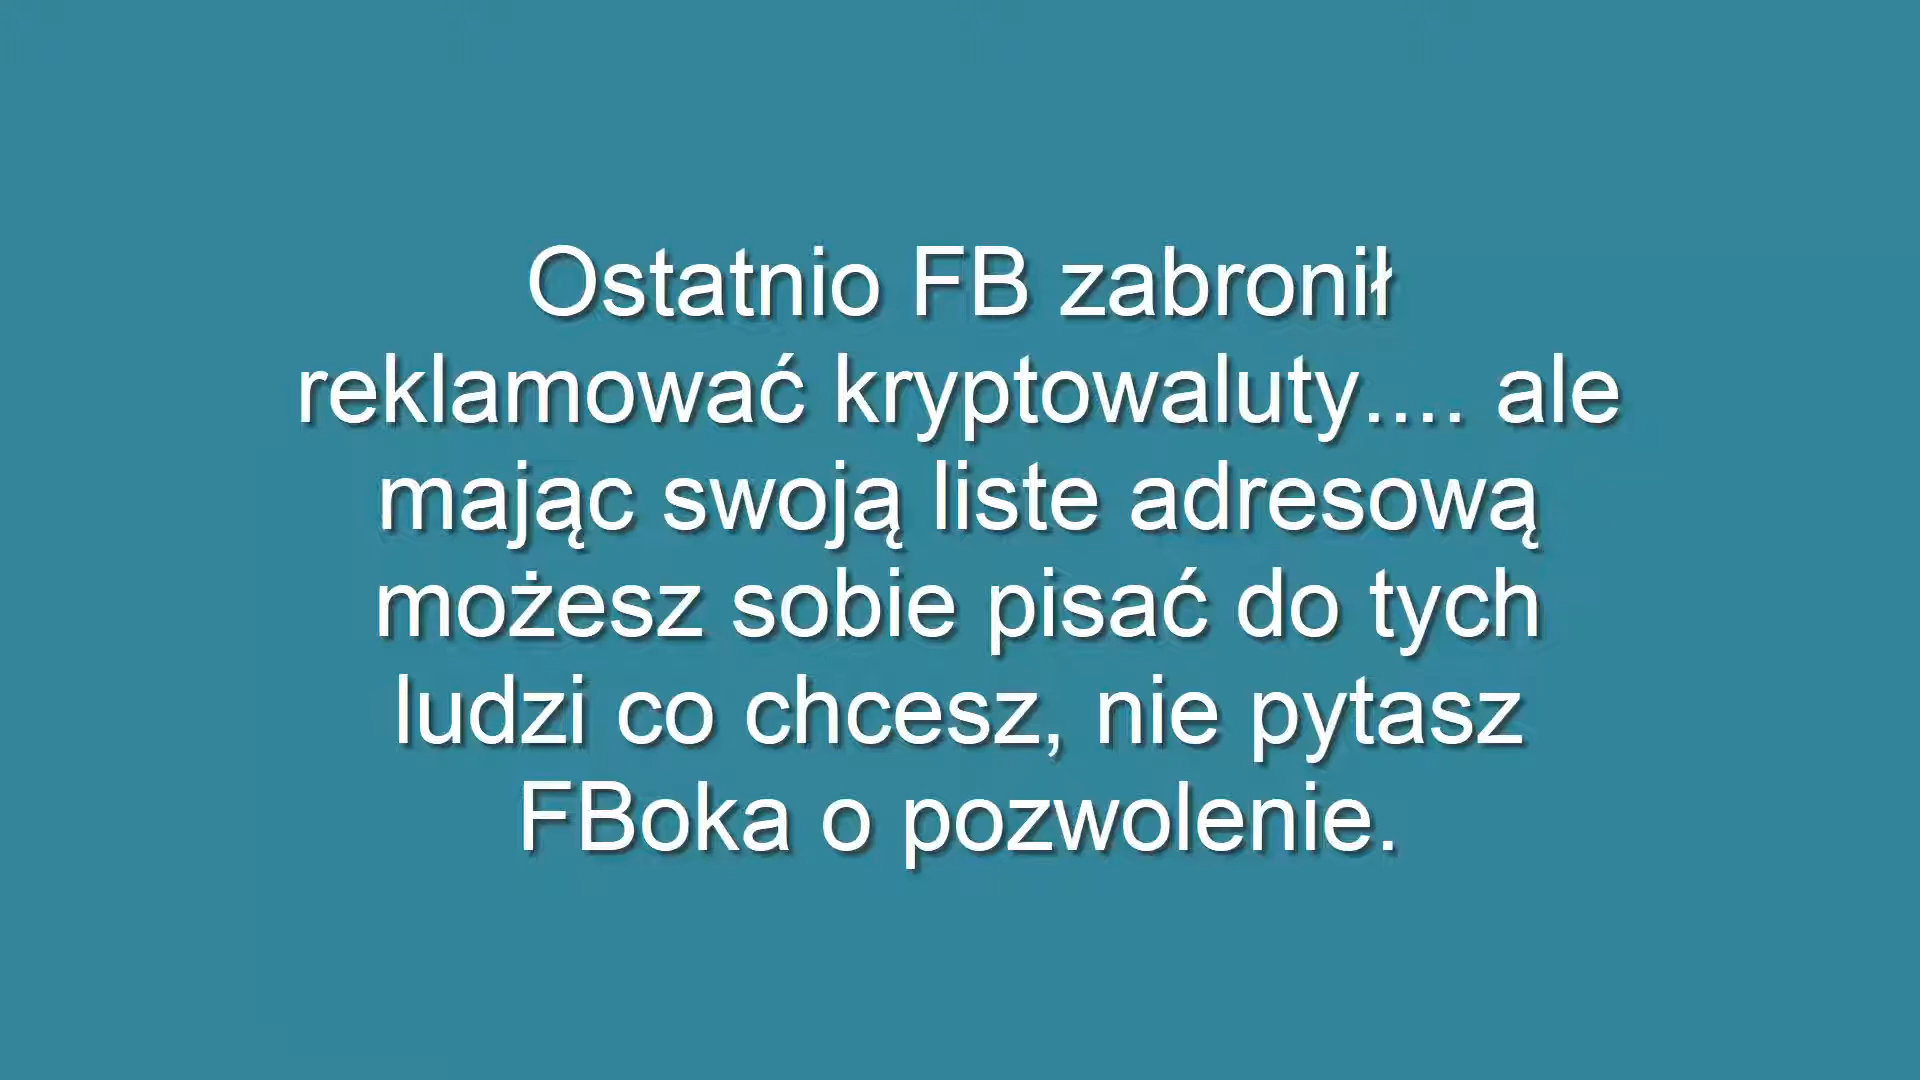 Ostatnio FB zabronił
reklamować kryptowaluty.... ale
mając swoją liste adresową
możesz sobie pisać do tych
ludzi co chcesz, nie pytasz
FBoka o pozwolenie.